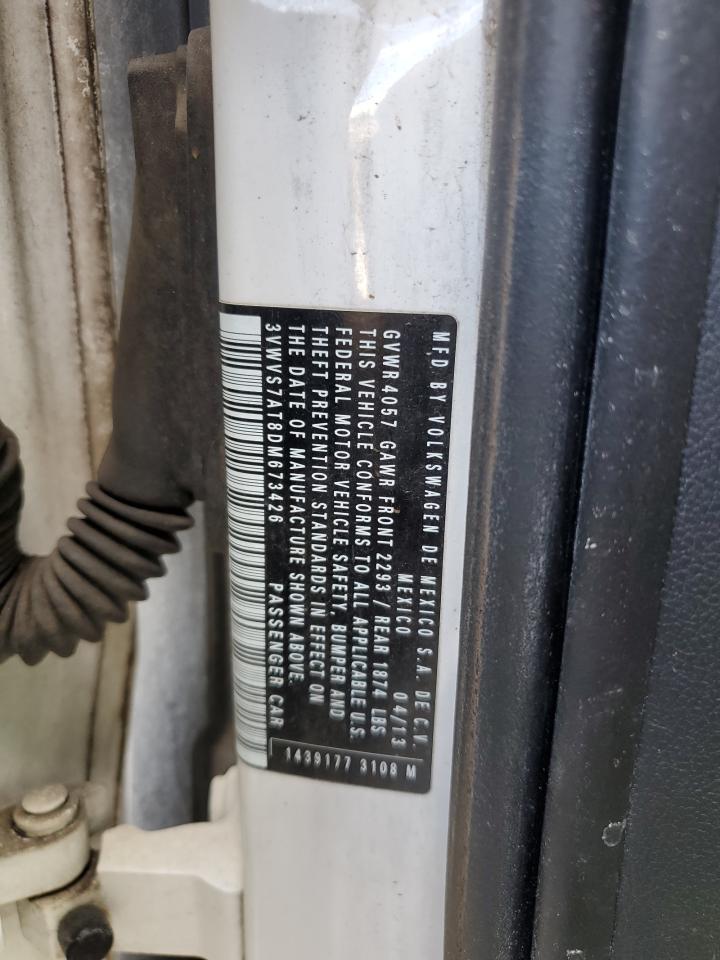 MFD BY VOLKSWAGEN DE MEXICO S.A. DE C.V.
MEXICO 04/13
GVWR4057 GAWR FRONT 2293 / REAR 1874 LBS
THIS VEHICLE CONFORMS TO ALL APPLICABLE U.S.
FEDERAL MOTOR VEHICLE SAFETY, BUMPER AND
THEFT PREVENTION STANDARDS IN EFFECT ON
THE DATE OF MANUFACTURE SHOWN ABOVE.
3VWVS7AT8DM673426 PASSENGER CAR
1439177 3108 M